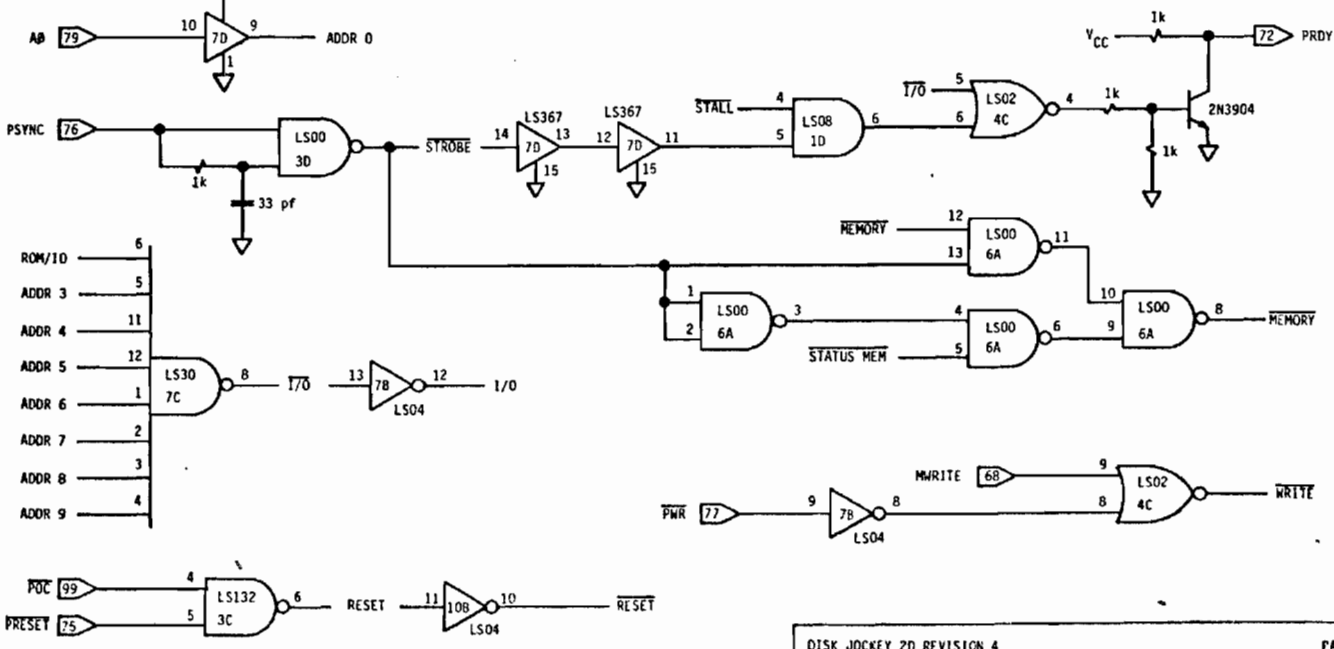 10
9
AØ
79
7D
ADDR 0
1
1k
VCC
72
PRDY
I/O
5
STALL
4
LS02
4
1k
2N3904
PSYNC
76
LS00
3D
LS367
LS367
STROBE
14
7D
13
12
7D
11
LS08
1D
6
6
4C
5
15
15
1k
1k
33 pf
MEMORY
12
LS00
6A
11
13
ROM/IO
6
ADDR 3
5
ADDR 4
11
ADDR 5
12
ADDR 6
1
ADDR 7
2
ADDR 8
3
ADDR 9
4
LS30
7C
8
I/O
13
7B
12
I/O
LS04
1
2
LS00
6A
3
4
LS00
6A
6
STATUS MEM
5
10
9
LS00
6A
8
MEMORY
MWRITE
68
9
LS02
4C
WRITE
PWR
77
9
7B
8
8
LS04
POC
99
4
LS132
3C
6
RESET
11
10B
10
RESET
PRESET
75
5
LS04
DISK JOCKEY 2D REVISION 4